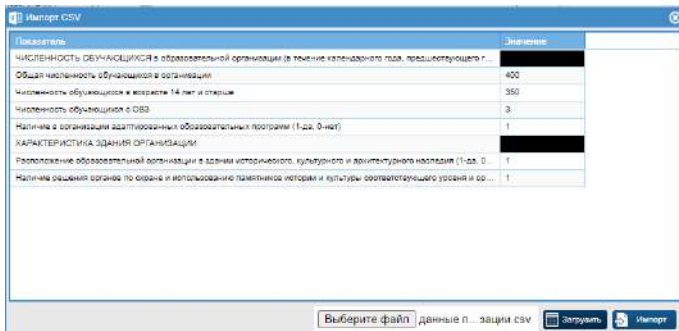 Импорт CSV
Показатель Значение
ЧИСЛЕННОСТЬ ОБУЧАЮЩИХСЯ в образовательной организации (в течение календарного года, предшествующего г...
Общая численность обучающихся в организации 400
Численность обучающихся в возрасте 14 лет и старше 350
Численность обучающихся с ОВЗ 3
Наличие в организации адаптированных образовательных программ (1-да, 0-нет) 1
ХАРАКТЕРИСТИКА ЗДАНИЯ ОРГАНИЗАЦИИ
Расположение образовательной организации в здании исторического, культурного и архитектурного наследия (1-да, 0... 1
Наличие решения органов по охране и использованию памятников истории и культуры соответствующего уровня и ор... 1
Выберите файл данные п...зации.csv Загрузить Импорт